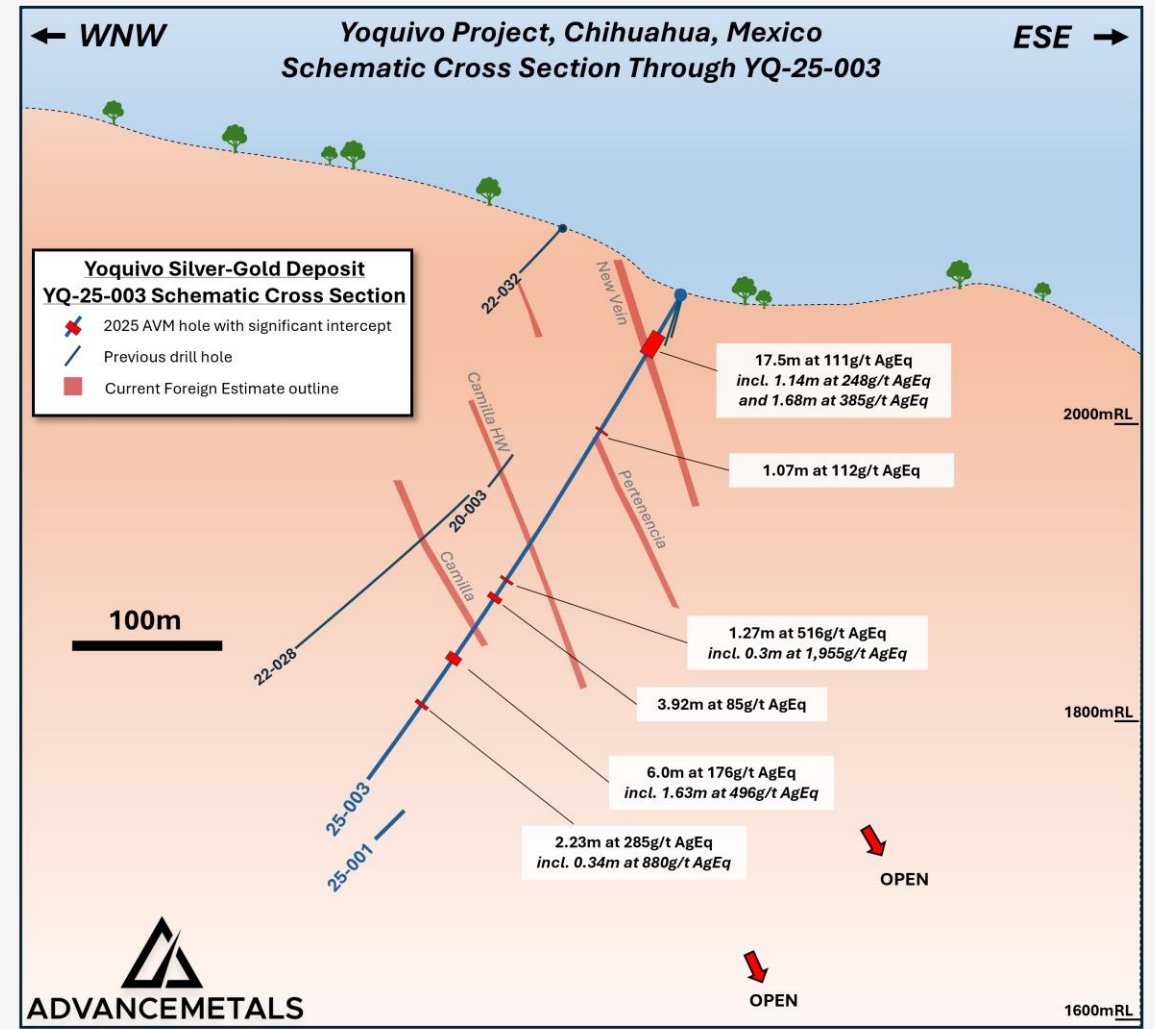 WNW
Yoquivo Project, Chihuahua, Mexico
ESE
Schematic Cross Section Through YQ-25-003
Yoquivo Silver-Gold Deposit
YQ-25-003 Schematic Cross Section
2025 AVM hole with significant intercept
Previous drill hole
Current Foreign Estimate outline
22-032
New Vein
17.5m at 111g/t AgEq
incl. 1.14m at 248g/t AgEq
and 1.68m at 385g/t AgEq
2000mRL
Camilla HW
1.07m at 112g/t AgEq
Pertenencia
20-003
Camilla
100m
22-028
1.27m at 516g/t AgEq
incl. 0.3m at 1,955g/t AgEq
3.92m at 85g/t AgEq
1800mRL
6.0m at 176g/t AgEq
incl. 1.63m at 496g/t AgEq
25-003
2.23m at 285g/t AgEq
incl. 0.34m at 880g/t AgEq
25-001
OPEN
OPEN
ADVANCEMETALS
1600mRL